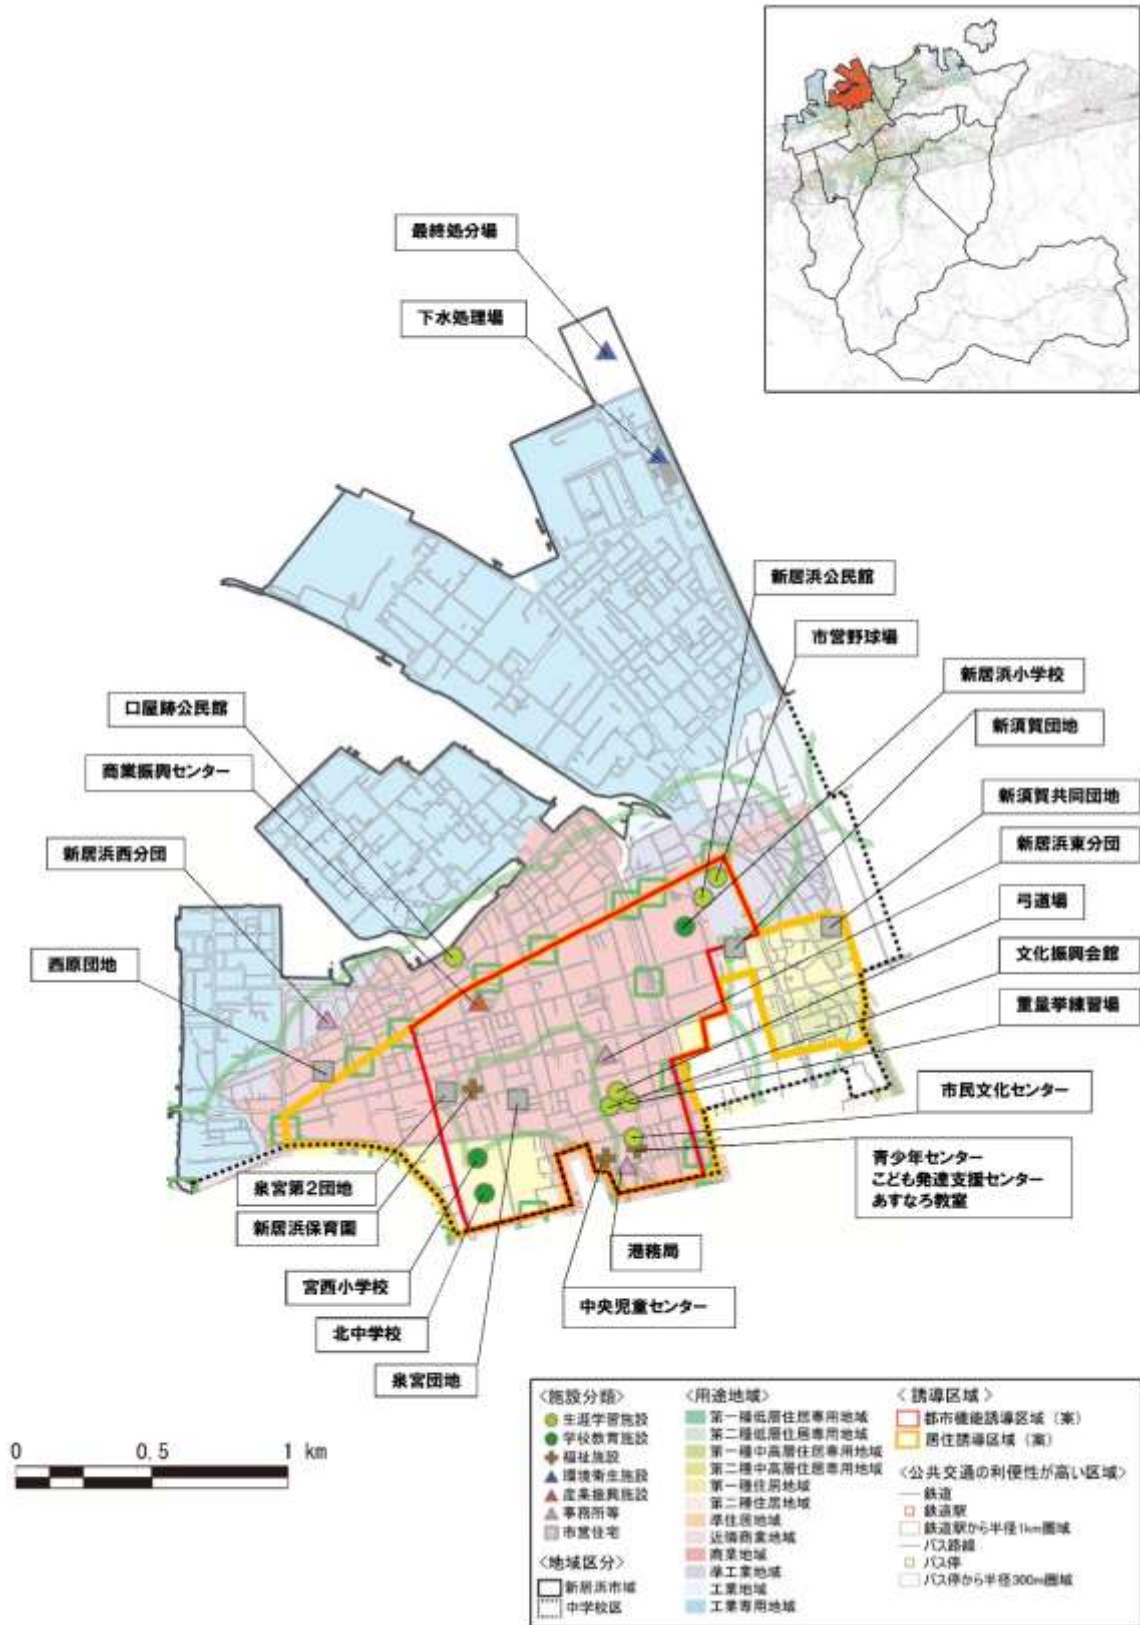 最終処分場
下水処理場
新居浜公民館
市営野球場
新居浜小学校
新須賀団地
新須賀共同団地
新居浜東分団
弓道場
文化振興会館
重量挙練習場
市民文化センター
青少年センター
こども発達支援センター
あすなろ教室
口屋跡公民館
商業振興センター
新居浜西分団
西原団地
泉宮第2団地
新居浜保育園
宮西小学校
北中学校
泉宮団地
港務局
中央児童センター
0 0.5 1 km
〈施設分類〉
生涯学習施設
学校教育施設
福祉施設
環境衛生施設
産業振興施設
事務所等
市営住宅
〈地域区分〉
新居浜市域
中学校区
〈用途地域〉
第一種低層住居専用地域
第二種低層住居専用地域
第一種中高層住居専用地域
第二種中高層住居専用地域
第一種住居地域
第二種住居地域
準住居地域
近隣商業地域
商業地域
準工業地域
工業地域
工業専用地域
〈誘導区域〉
都市機能誘導区域（案）
居住誘導区域（案）
〈公共交通の利便性が高い区域〉
鉄道
鉄道駅
鉄道駅から半径1km圏域
バス路線
バス停
バス停から半径300m圏域